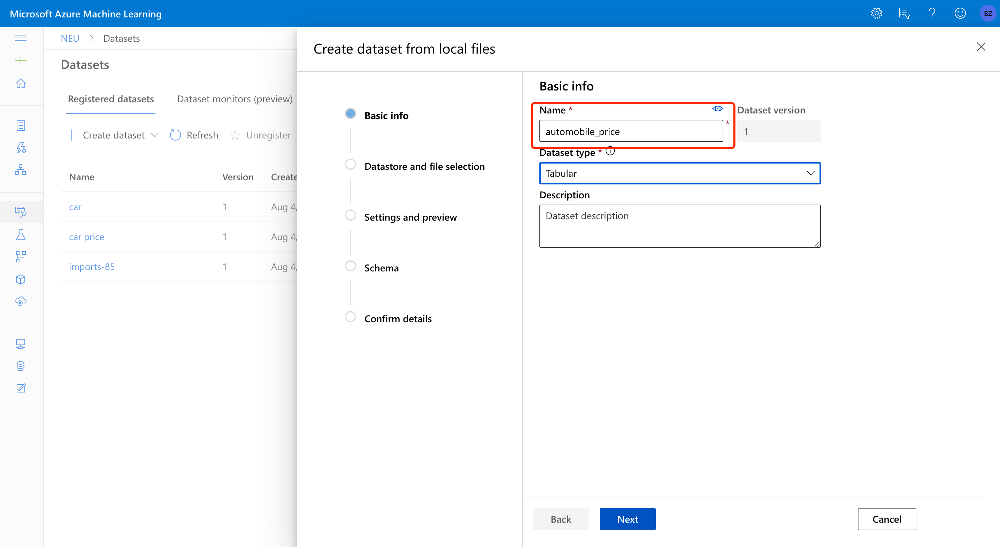 Microsoft Azure Machine Learning
BZ
NEU > Datasets
Datasets
Registered datasets Dataset monitors (preview)
Create dataset Refresh Unregister
Name Version Create
car 1 Aug 4,
car price 1 Aug 4,
imports-85 1 Aug 4,
Create dataset from local files
Basic info
Datastore and file selection
Settings and preview
Schema
Confirm details
Basic info
Name * Dataset version
automobile_price * 1
Dataset type *
Tabular
Description
Dataset description
Back Next Cancel